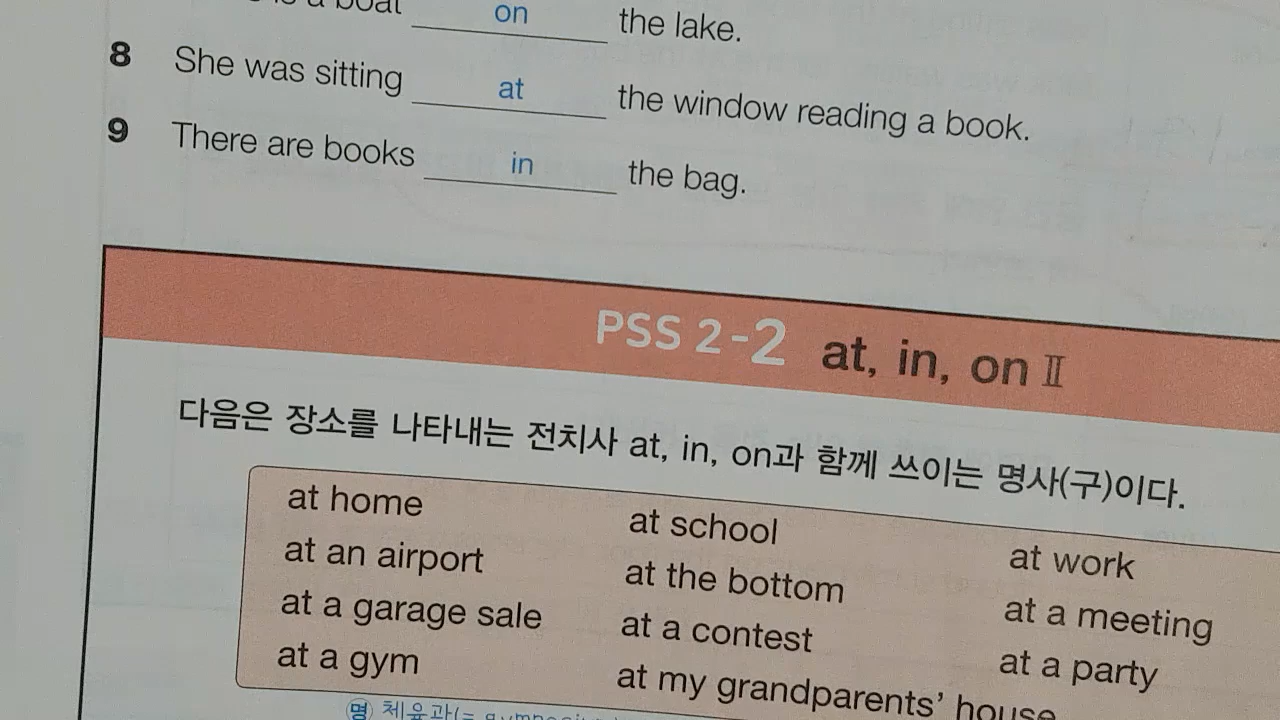 is a boat on the lake.
8 She was sitting at the window reading a book.
9 There are books in the bag.
PSS 2-2 at, in, on Ⅱ
다음은 장소를 나타내는 전치사 at, in, on과 함께 쓰이는 명사(구)이다.
at home at school at work
at an airport at the bottom at a meeting
at a garage sale at a contest at a party
at a gym at my grandparents' house
명 체육관(=